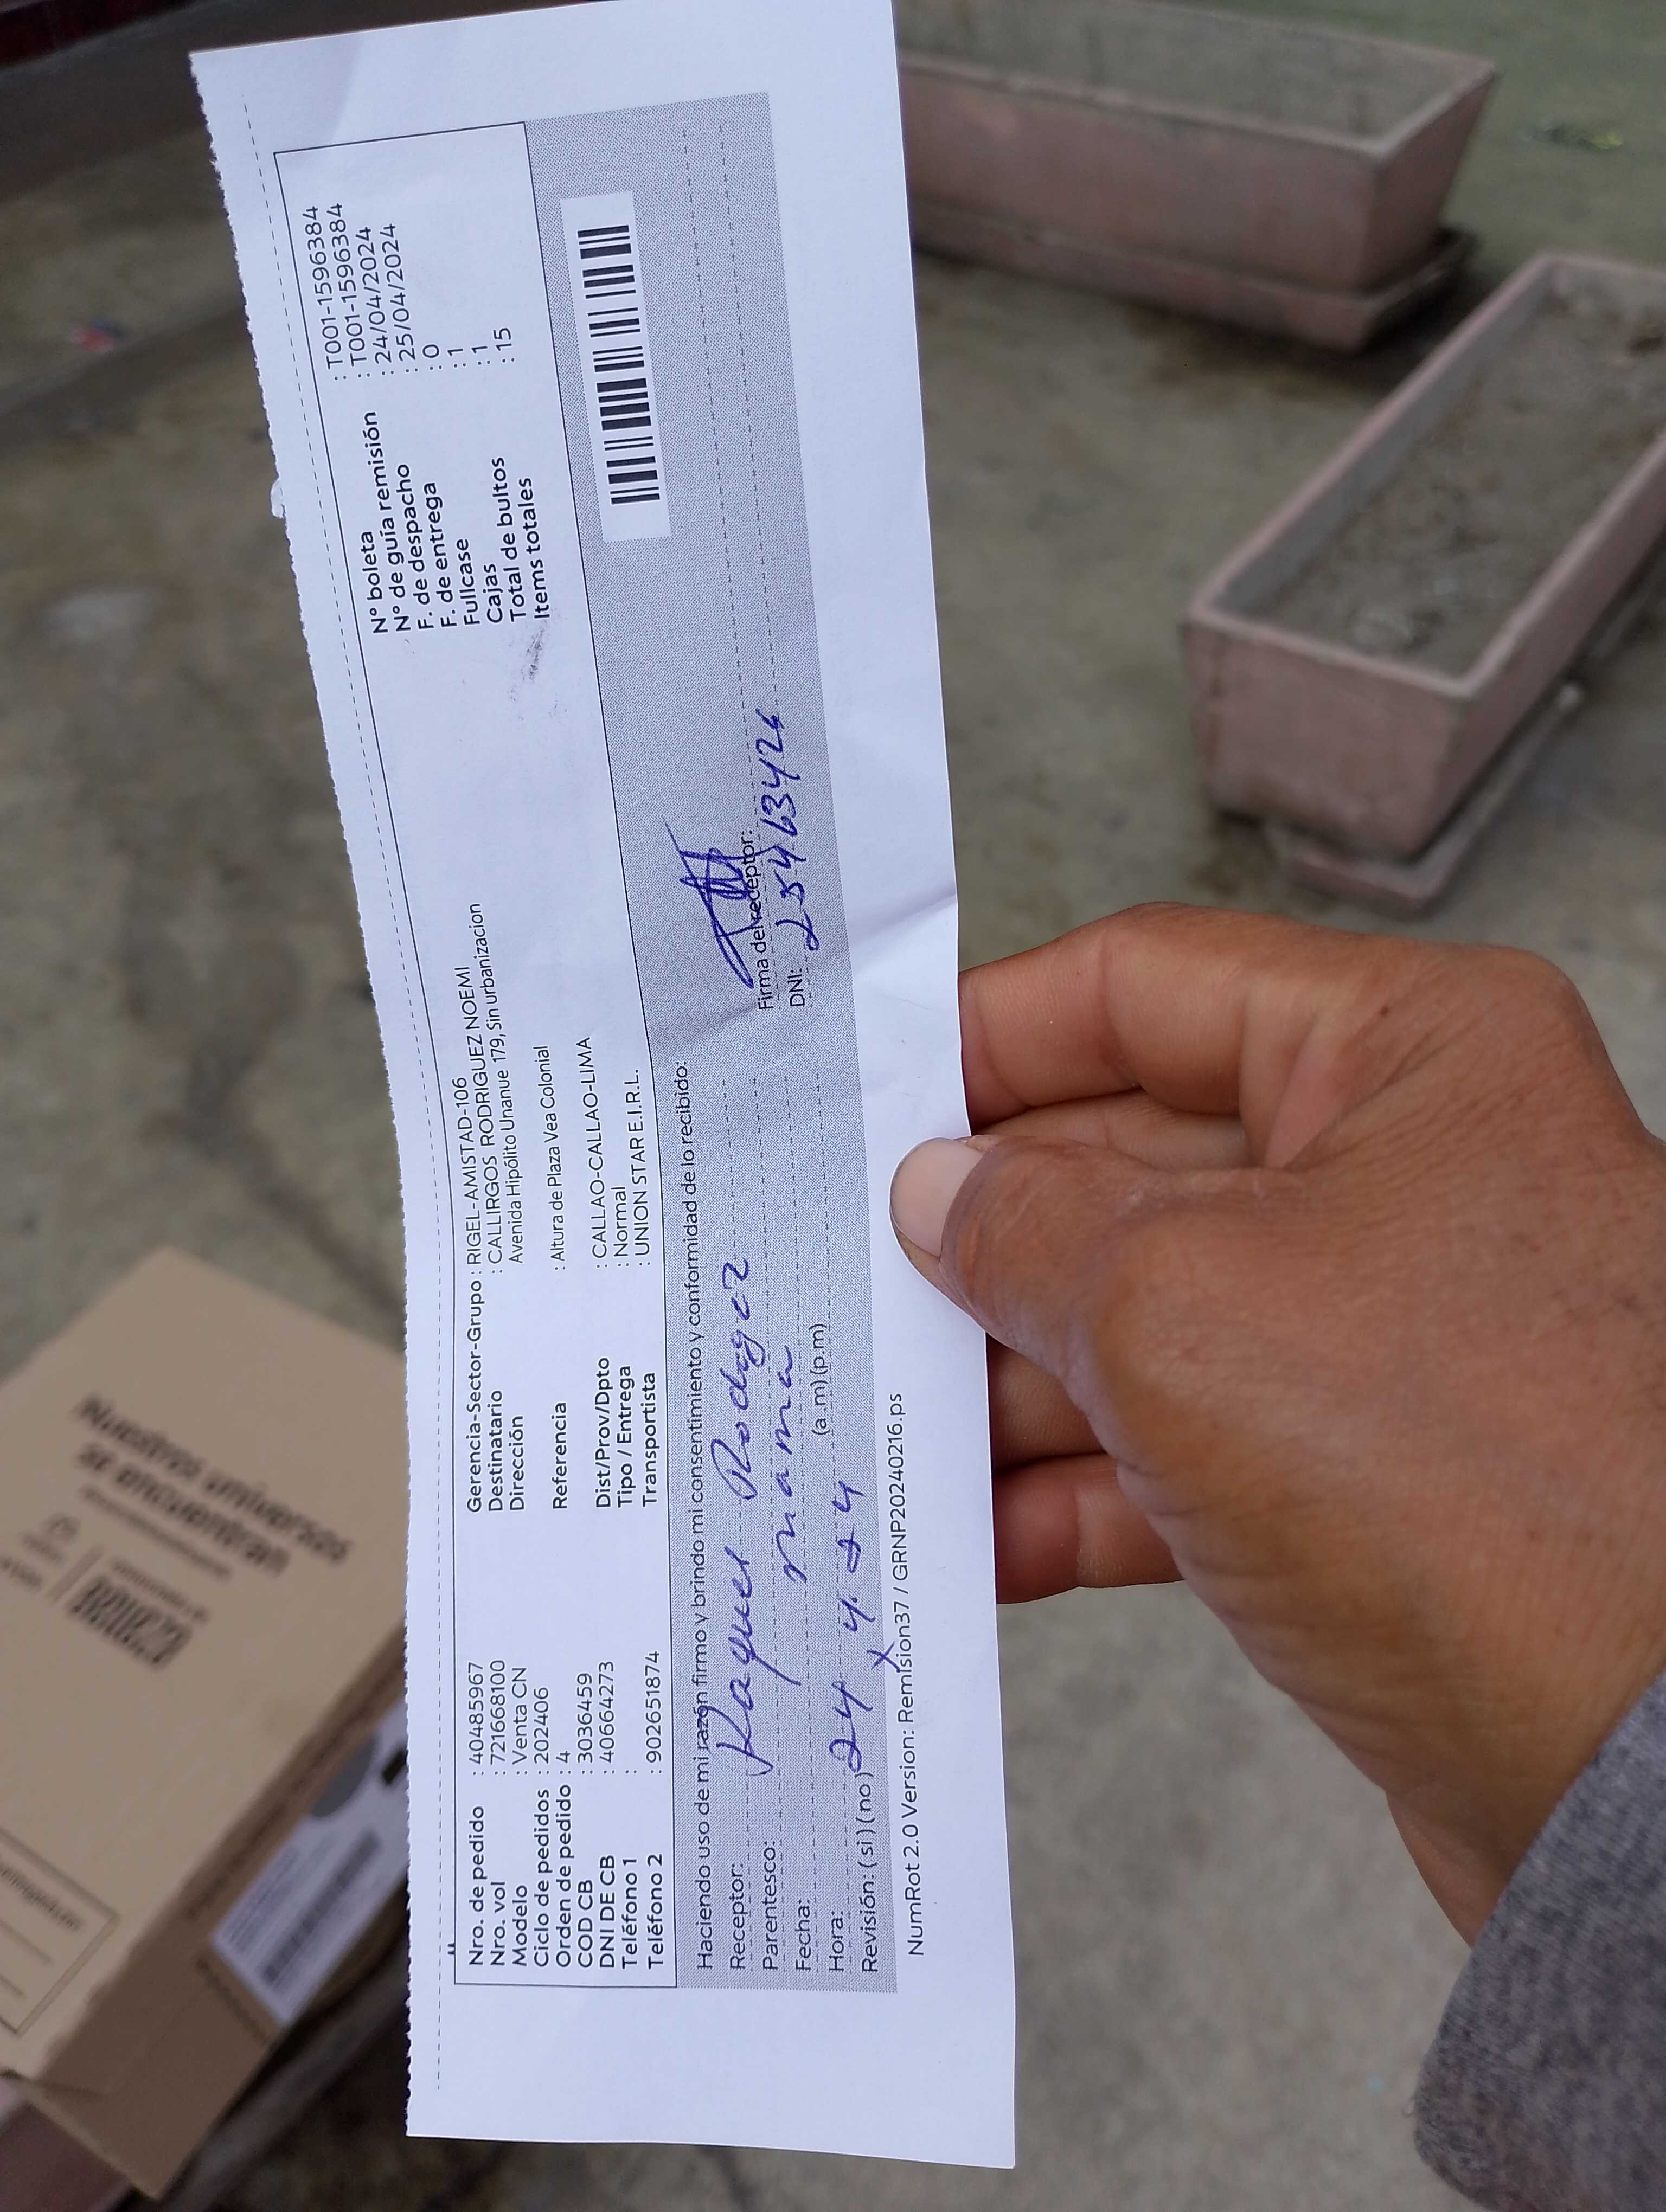 Nro. de pedido : 40485967
Nro. vol : 721668100
Modelo : Venta CN
Ciclo de pedidos : 202406
Orden de pedido : 4
COD CB : 3036459
DNI DE CB : 40664273
Teléfono 1 :
Teléfono 2 : 902651874
Gerencia-Sector-Grupo : RIGEL-AMISTAD-106
Destinatario : CALLIRGOS RODRIGUEZ NOEMI
Dirección Avenida Hipólito Unanue 179, Sin urbanizacion
Referencia : Altura de Plaza Vea Colonial
Dist/Prov/Dpto : CALLAO-CALLAO-LIMA
Tipo / Entrega : Normal
Transportista : UNION STAR E.I.R.L.
Nº boleta : T001-1596384
Nº de guía remisión : T001-1596384
F. de despacho : 24/04/2024
F. de entrega : 25/04/2024
Fullcase : 0
Cajas : 1
Total de bultos : 1
Items totales : 15
Haciendo uso de mi razón firmo y brindo mi consentimiento y conformidad de lo recibido:
Receptor: Raquel Rodgez
Parentesco: mama
Fecha: 24 4 24
Hora: (a.m) (p.m)
Revisión: ( si ) ( no ) X
Firma del receptor:
DNI: 25463426
NumRot 2.0 Version: Remision37 / GRNP20240216.ps
Nuestros universos
se encuentran